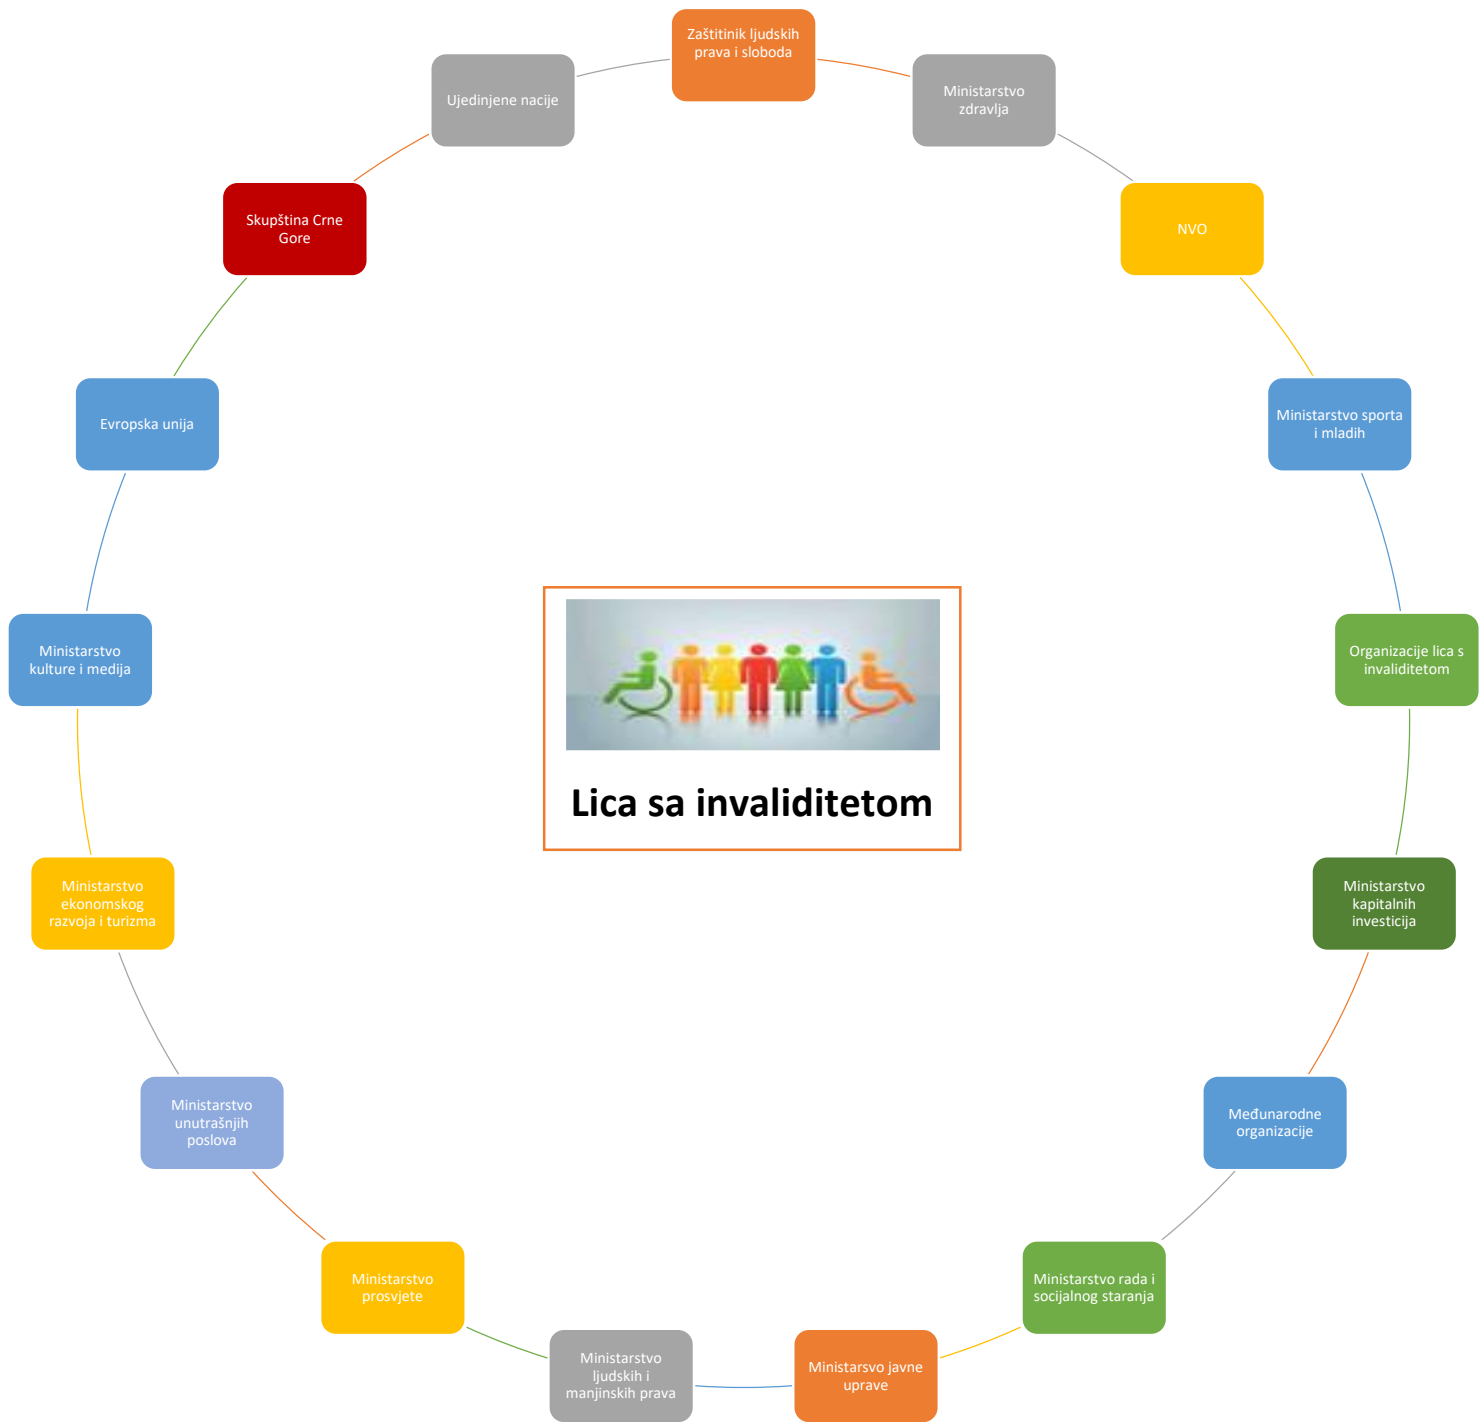 Zaštitinik ljudskih
prava i sloboda
Ministarstvo
zdravlja
NVO
Ministarstvo sporta
i mladih
Organizacije lica s
invaliditetom
Ministarstvo
kapitalnih
investicija
Međunarodne
organizacije
Ministarstvo rada i
socijalnog staranja
Ministarsvo javne
uprave
Ministarstvo
ljudskih i
manjinskih prava
Ministarstvo
prosvjete
Ministarstvo
unutrašnjih
poslova
Ministarstvo
ekonomskog
razvoja i turizma
Ministarstvo
kulture i medija
Evropska unija
Skupština Crne
Gore
Ujedinjene nacije
Lica sa invaliditetom